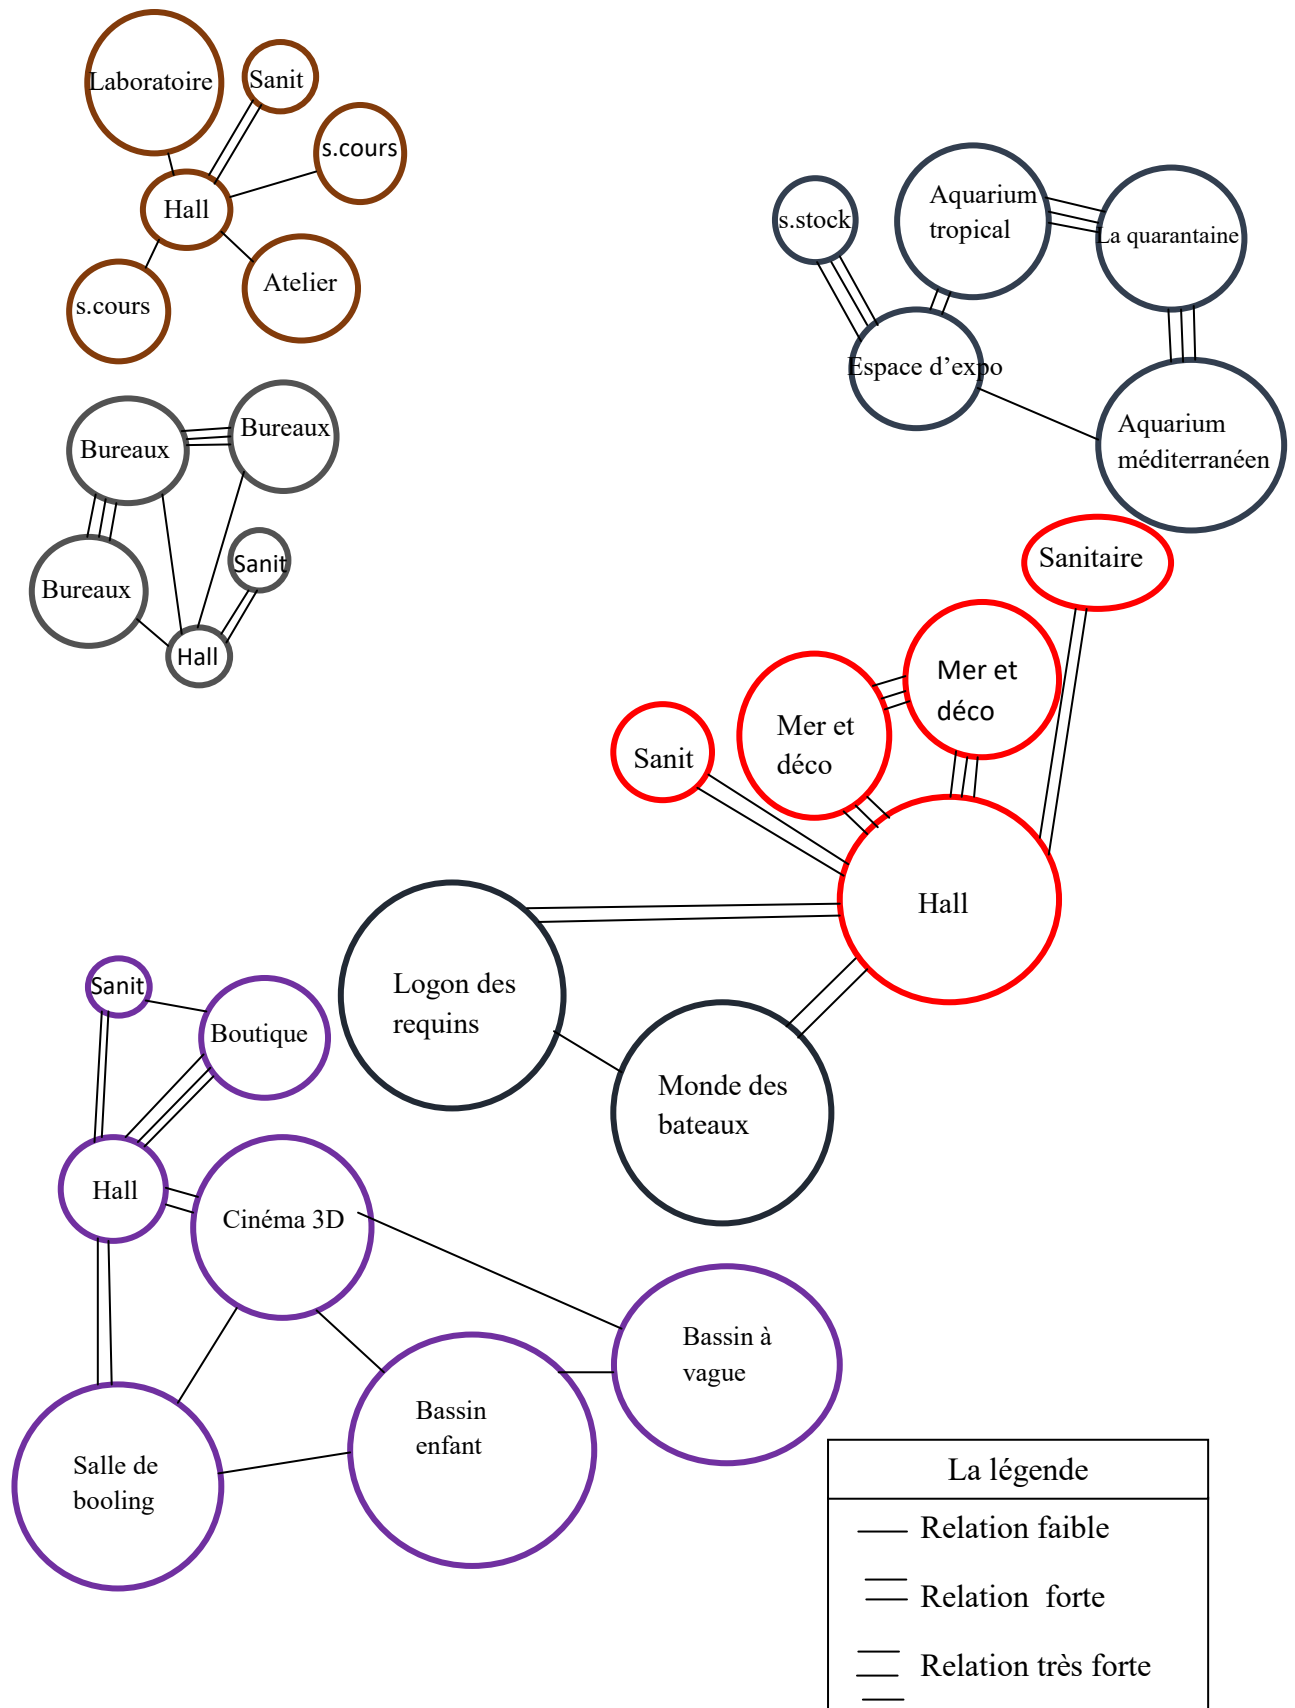 Laboratoire
Sanit
s.cours
Hall
Atelier
s.cours
s.stock
Aquarium
tropical
La quarantaine
Espace d’expo
Aquarium
méditerranéen
Bureaux
Bureaux
Bureaux
Sanit
Hall
Sanitaire
Mer et
déco
Mer et
déco
Sanit
Hall
Logon des
requins
Monde des
bateaux
Sanit
Boutique
Hall
Cinéma 3D
Bassin à
vague
Bassin
enfant
Salle de
booling
La légende
Relation faible
Relation forte
Relation très forte